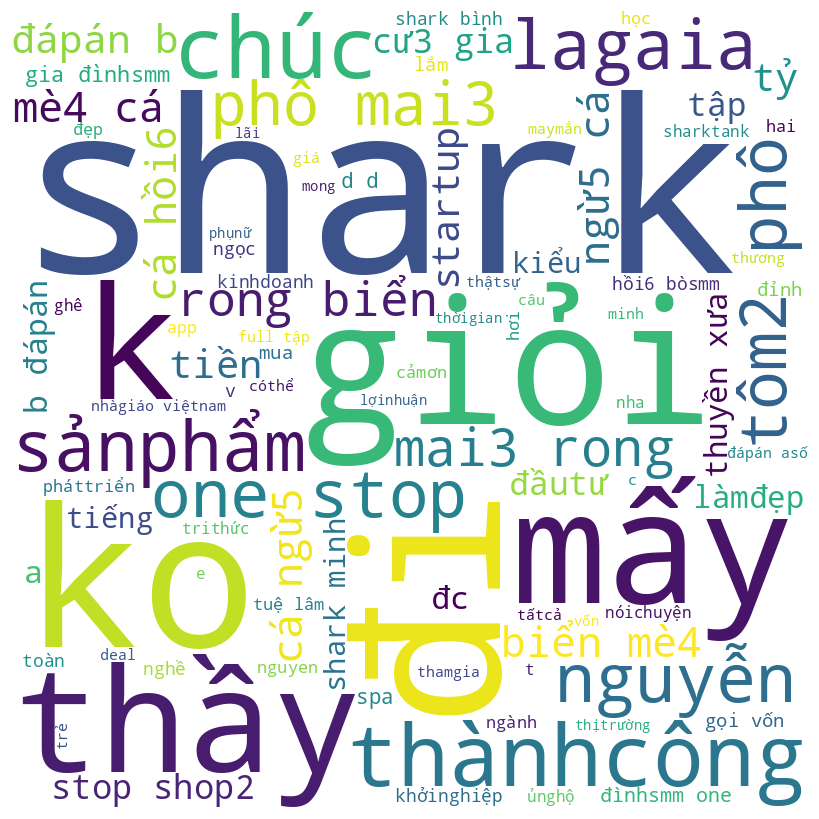 shark bình
học
đápán b
chúc
cư3 gia
lagaia
gia đìnhsmm
lắm
tỷ
mè4 cá
phô mai3
tập
shark
đẹp
lãi
maymắn
sharktank
hai
cá hồi6
giá
mong
d d
startup
ngừ5 cá
phô
phụnữ
ngọc
kiểu
thương
kinhdoanh
thậtsự
hồi6 bòsmm
đỉnh
b đápán
ghê
k
rong biển
giỏi
câu
thờigian
hơi
minh
thuyền xưa
tôm2
app
full tập
tiền
mua
cảmơn
nhàgiáo việtnam
v
cóthể
lợinhuận
nha
sảnphẩm
mai3 rong
đápán asố
pháttriển
one stop
đầutư
c
làmđẹp
tiếng
trithức
cá ngừ5
shark minh
đi
mấy
ko
a
e
tuệ lâm
đc
tấtcả
nóichuyện
vốn
toàn
deal
nghề
nguyen
thamgia
biển mè4
t
nguyễn
thầy
trẻ
spa
ngành
thịtrường
gọi vốn
thànhcông
stop shop2
khởinghiệp
ủnghộ
đìnhsmm one